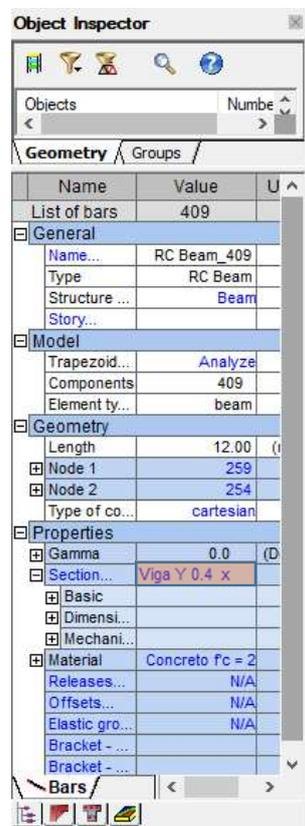 Object Inspector
Objects Numbe
Geometry Groups
Name Value U
List of bars 409
General
Name... RC Beam_409
Type RC Beam
Structure ... Beam
Story...
Model
Trapezoid... Analyze
Components 409
Element ty... beam
Geometry
Length 12.00 (
Node 1 259
Node 2 254
Type of co... cartesian
Properties
Gamma 0.0 (D
Section... Viga Y 0.4 x
Basic
Dimensi...
Mechani...
Material Concreto f'c = 2
Releases... N/A
Offsets... N/A
Elastic gro... N/A
Bracket - ...
Bracket - ...
Bars